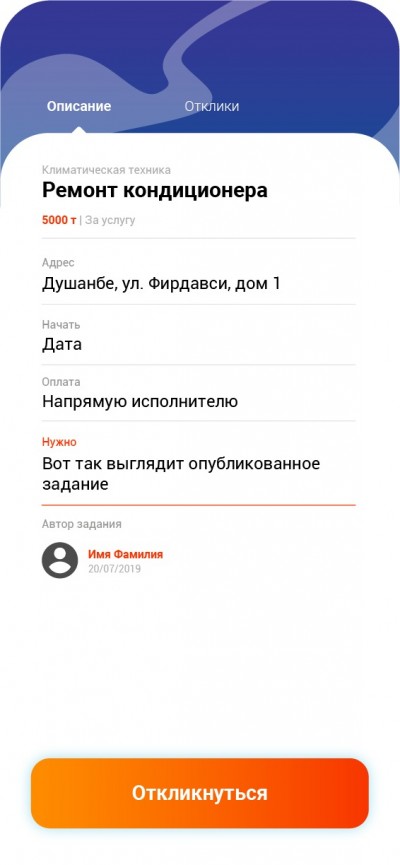 Описание Отклики
Климатическая техника
Ремонт кондиционера
5000 т | За услугу
Адрес
Душанбе, ул. Фирдавси, дом 1
Начать
Дата
Оплата
Напрямую исполнителю
Нужно
Вот так выглядит опубликованное
задание
Автор задания
Имя Фамилия
20/07/2019
Откликнуться